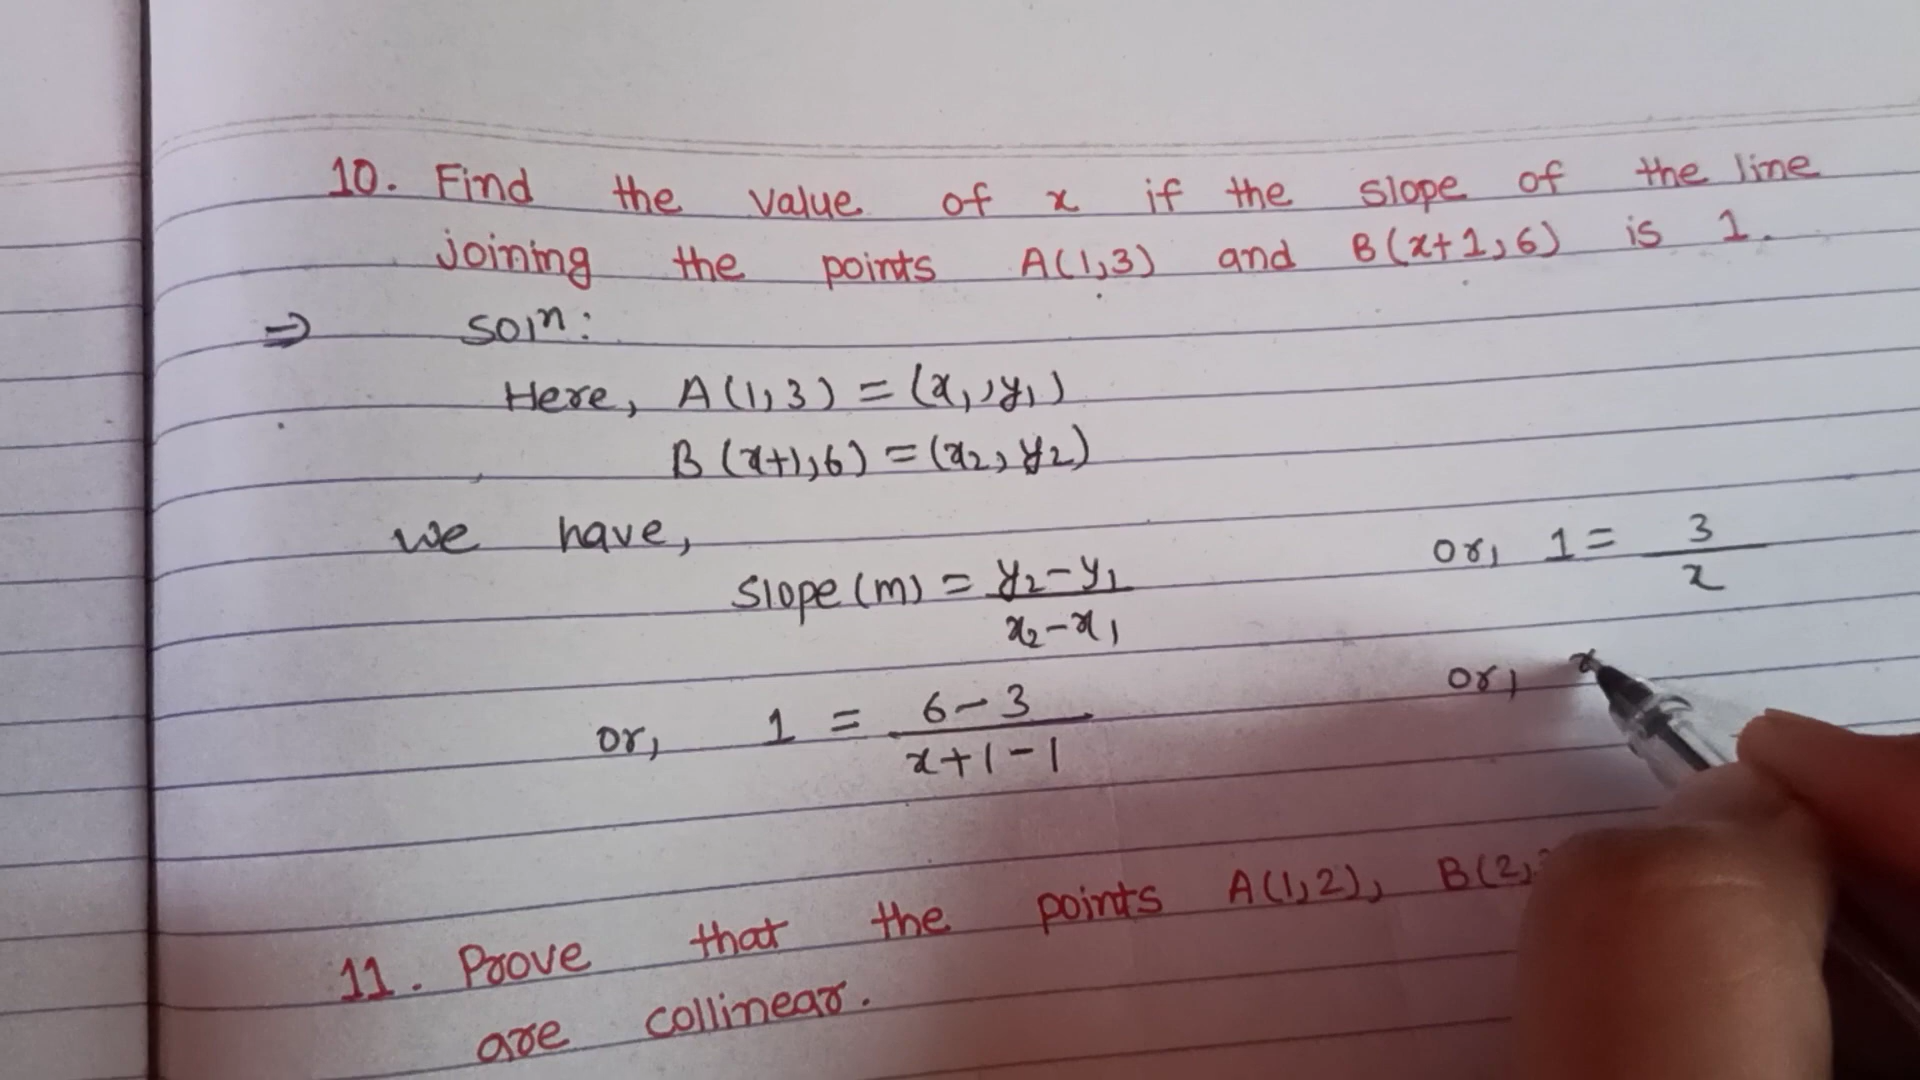 10. Find the value of x if the slope of the line
joining the points A(1,3) and B(x+1,6) is 1.
⇒ Solⁿ:
Here, A(1,3) = (x₁,y₁)
B(x+1,6) = (x₂,y₂)
we have,
Slope(m) = y₂-y₁
x₂-x₁
or, 1 = 6-3
x+1-1
or, 1 = 3
x
or, x
11. Prove that the points A(1,2), B(2,
are collinear.